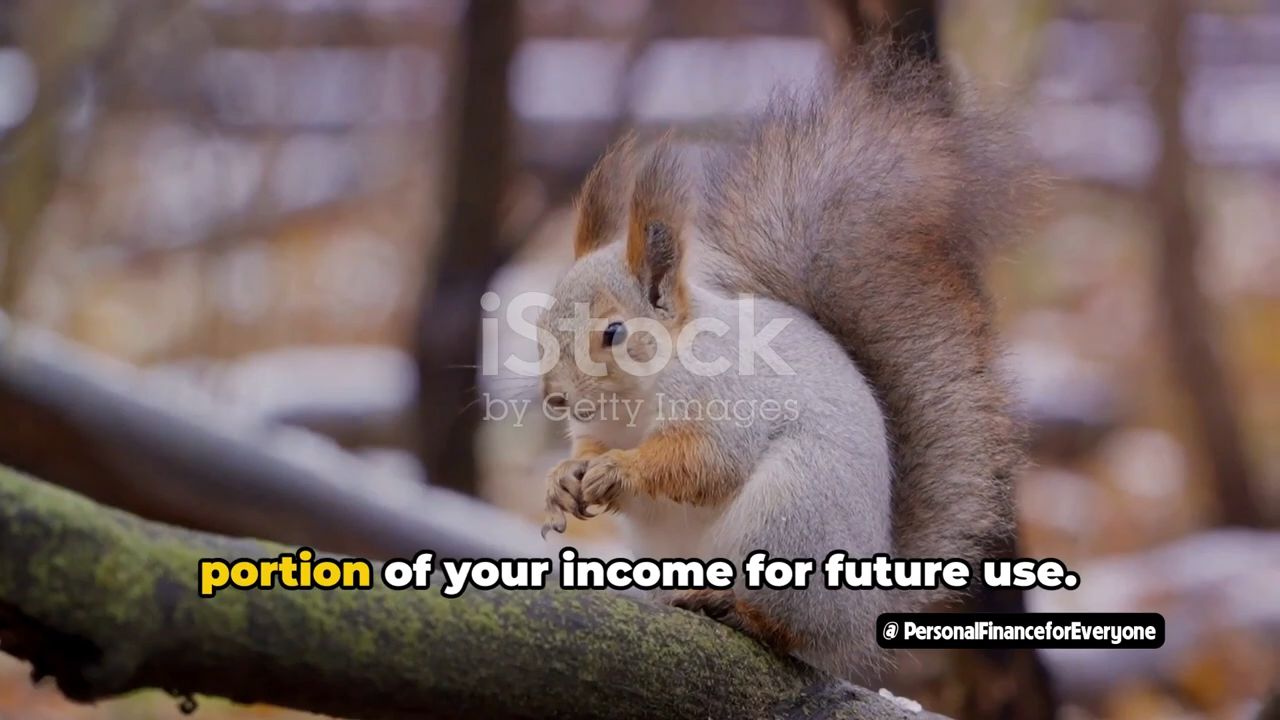 iStock
by Getty Images
portion of your income for future use.
@ PersonalFinanceforEveryone